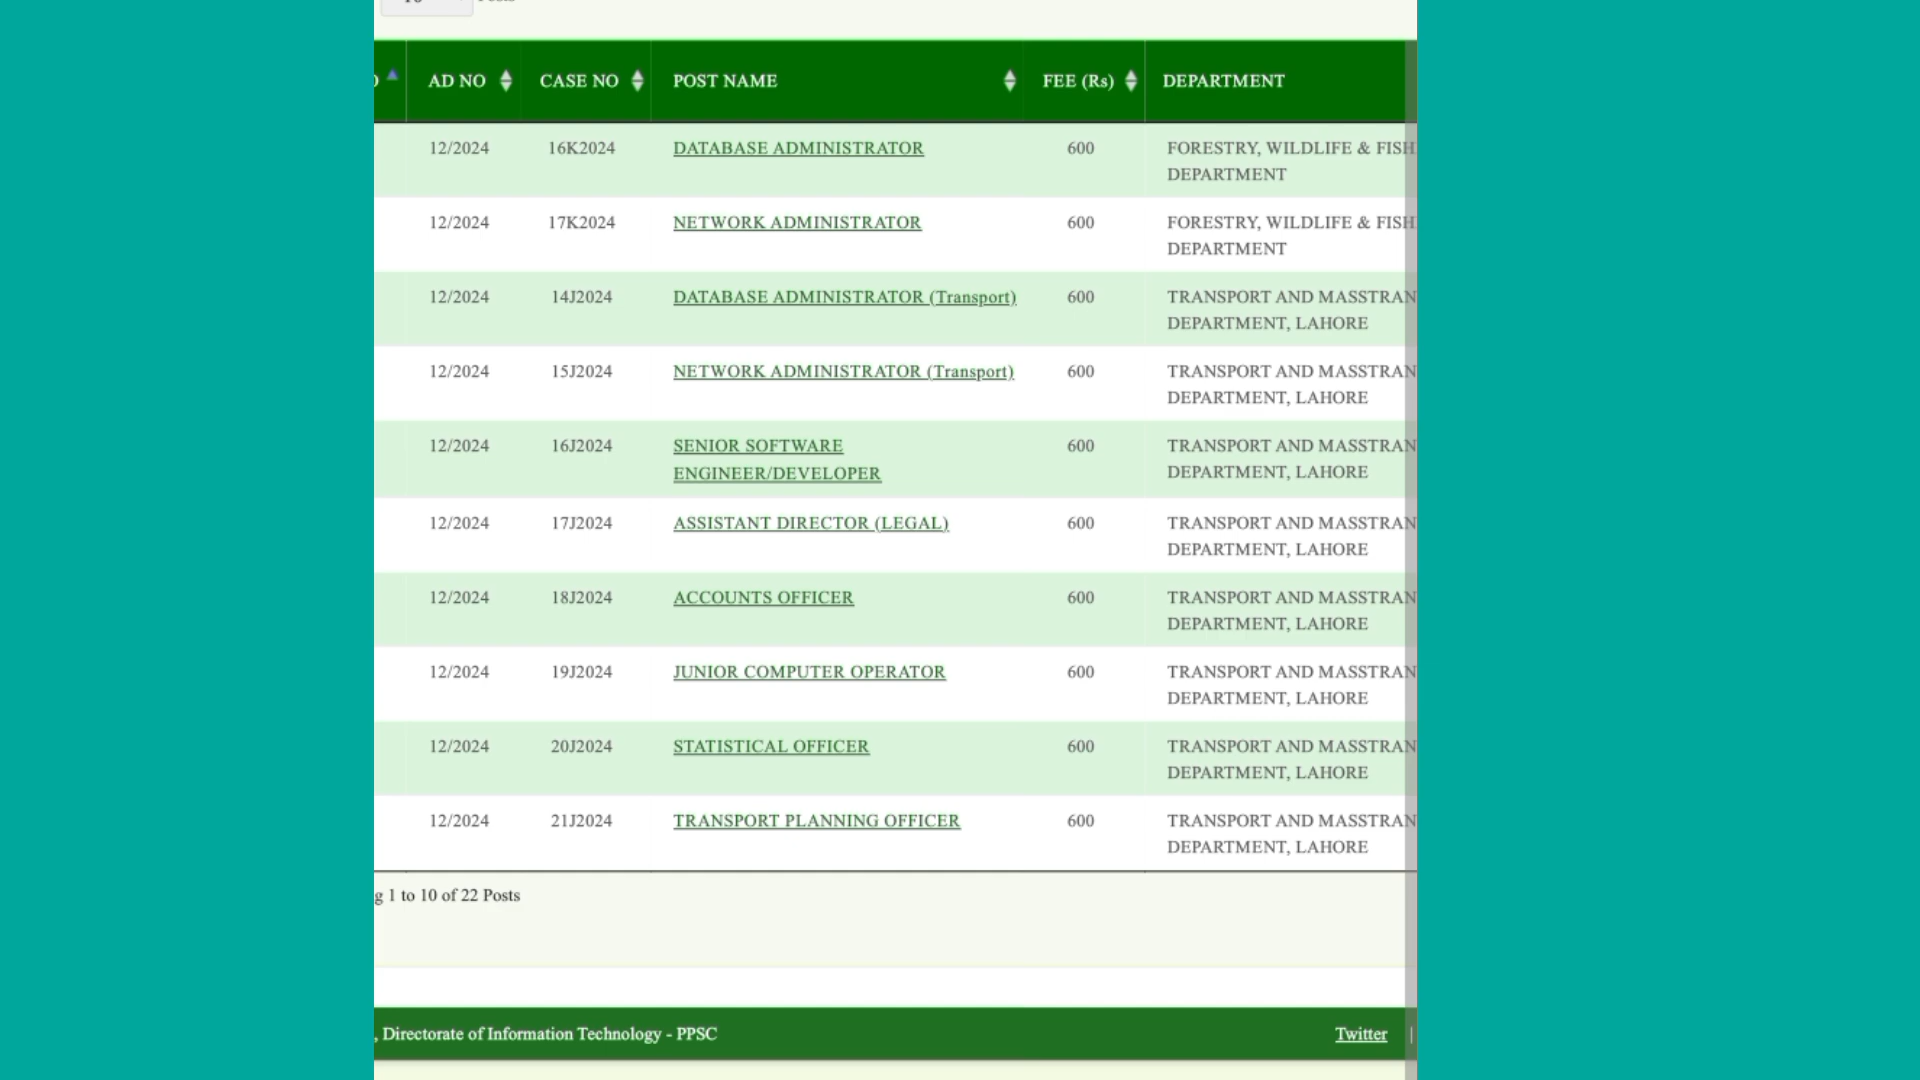 AD NO CASE NO POST NAME FEE (Rs) DEPARTMENT
12/2024 16K2024 DATABASE ADMINISTRATOR 600 FORESTRY, WILDLIFE & FISH
DEPARTMENT
12/2024 17K2024 NETWORK ADMINISTRATOR 600 FORESTRY, WILDLIFE & FISH
DEPARTMENT
12/2024 14J2024 DATABASE ADMINISTRATOR (Transport) 600 TRANSPORT AND MASSTRAN
DEPARTMENT, LAHORE
12/2024 15J2024 NETWORK ADMINISTRATOR (Transport) 600 TRANSPORT AND MASSTRAN
DEPARTMENT, LAHORE
12/2024 16J2024 SENIOR SOFTWARE 600 TRANSPORT AND MASSTRAN
ENGINEER/DEVELOPER DEPARTMENT, LAHORE
12/2024 17J2024 ASSISTANT DIRECTOR (LEGAL) 600 TRANSPORT AND MASSTRAN
DEPARTMENT, LAHORE
12/2024 18J2024 ACCOUNTS OFFICER 600 TRANSPORT AND MASSTRAN
DEPARTMENT, LAHORE
12/2024 19J2024 JUNIOR COMPUTER OPERATOR 600 TRANSPORT AND MASSTRAN
DEPARTMENT, LAHORE
12/2024 20J2024 STATISTICAL OFFICER 600 TRANSPORT AND MASSTRAN
DEPARTMENT, LAHORE
12/2024 21J2024 TRANSPORT PLANNING OFFICER 600 TRANSPORT AND MASSTRAN
DEPARTMENT, LAHORE
g 1 to 10 of 22 Posts
, Directorate of Information Technology - PPSC Twitter |